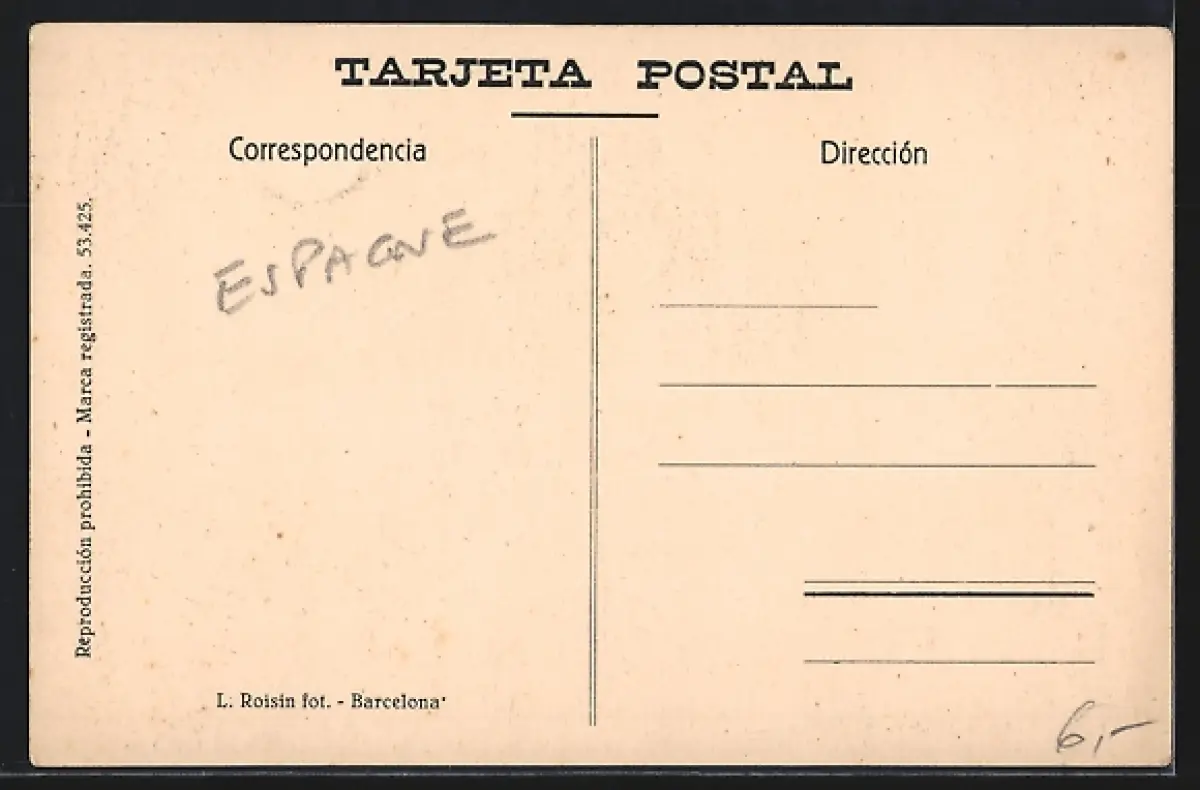 TARJETA POSTAL
Correspondencia
Dirección
ESPAGNE
Reproducción prohibida - Marca registrada. 53.425.
L. Roisin fot. - Barcelona
6,-